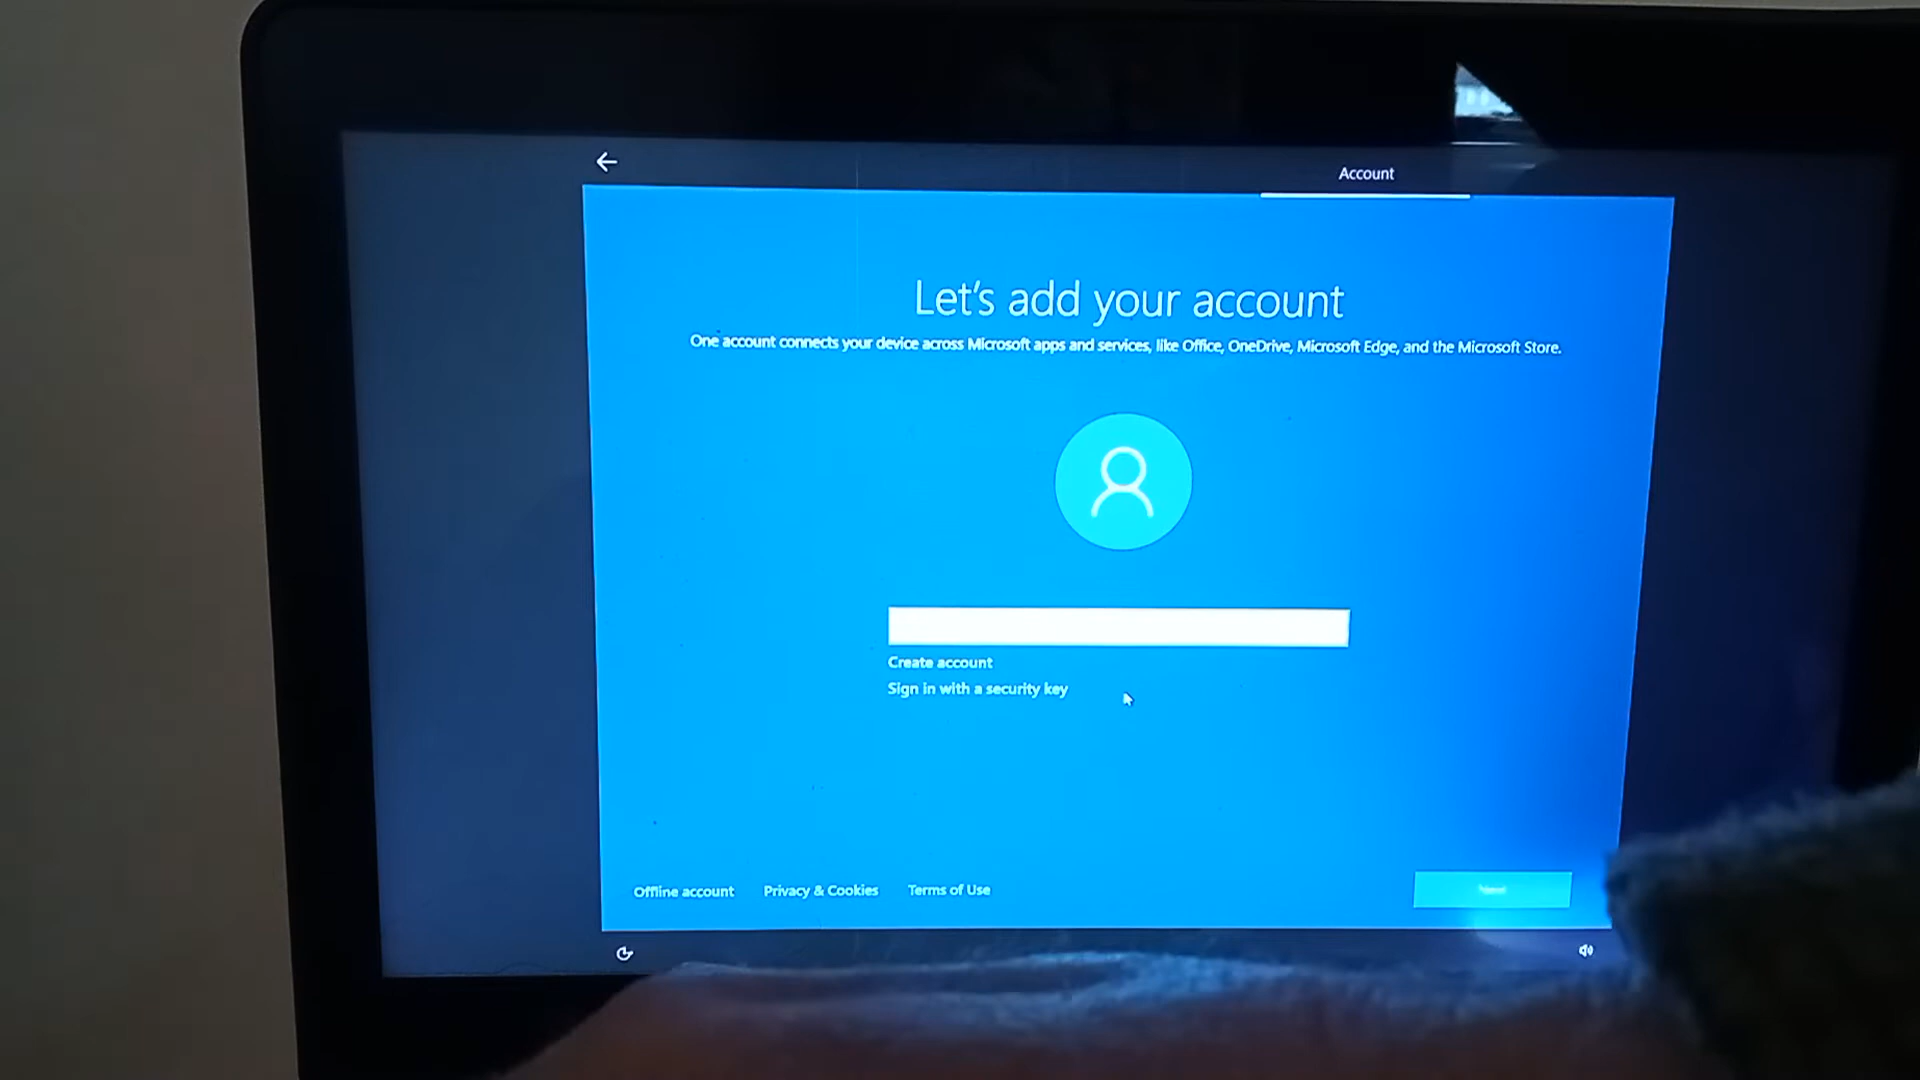 Account
Let's add your account
One account connects your device across Microsoft apps and services, like Office, OneDrive, Microsoft Edge, and the Microsoft Store.
Create account
Sign in with a security key
Offline account Privacy & Cookies Terms of Use